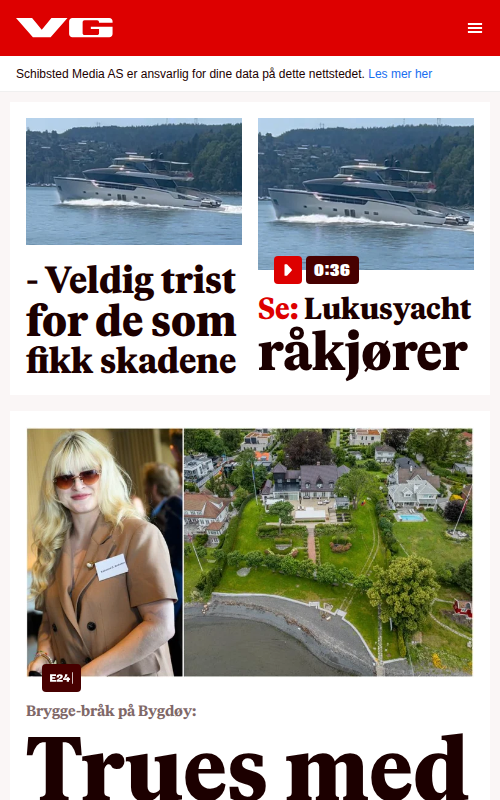 VG
Schibsted Media AS er ansvarlig for dine data på dette nettstedet. Les mer her
- Veldig trist
for de som
fikk skadene
0:36
Se: Lukusyacht
råkjører
E24
Brygge-bråk på Bygdøy:
Trues med